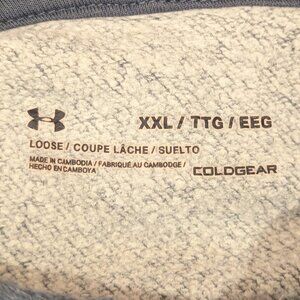 XXL / TTG / EEG
LOOSE / COUPE LÂCHE / SUELTO
MADE IN CAMBODIA / FABRIQUÉ AU CAMBODGE /
HECHO EN CAMBOYA
COLDGEAR